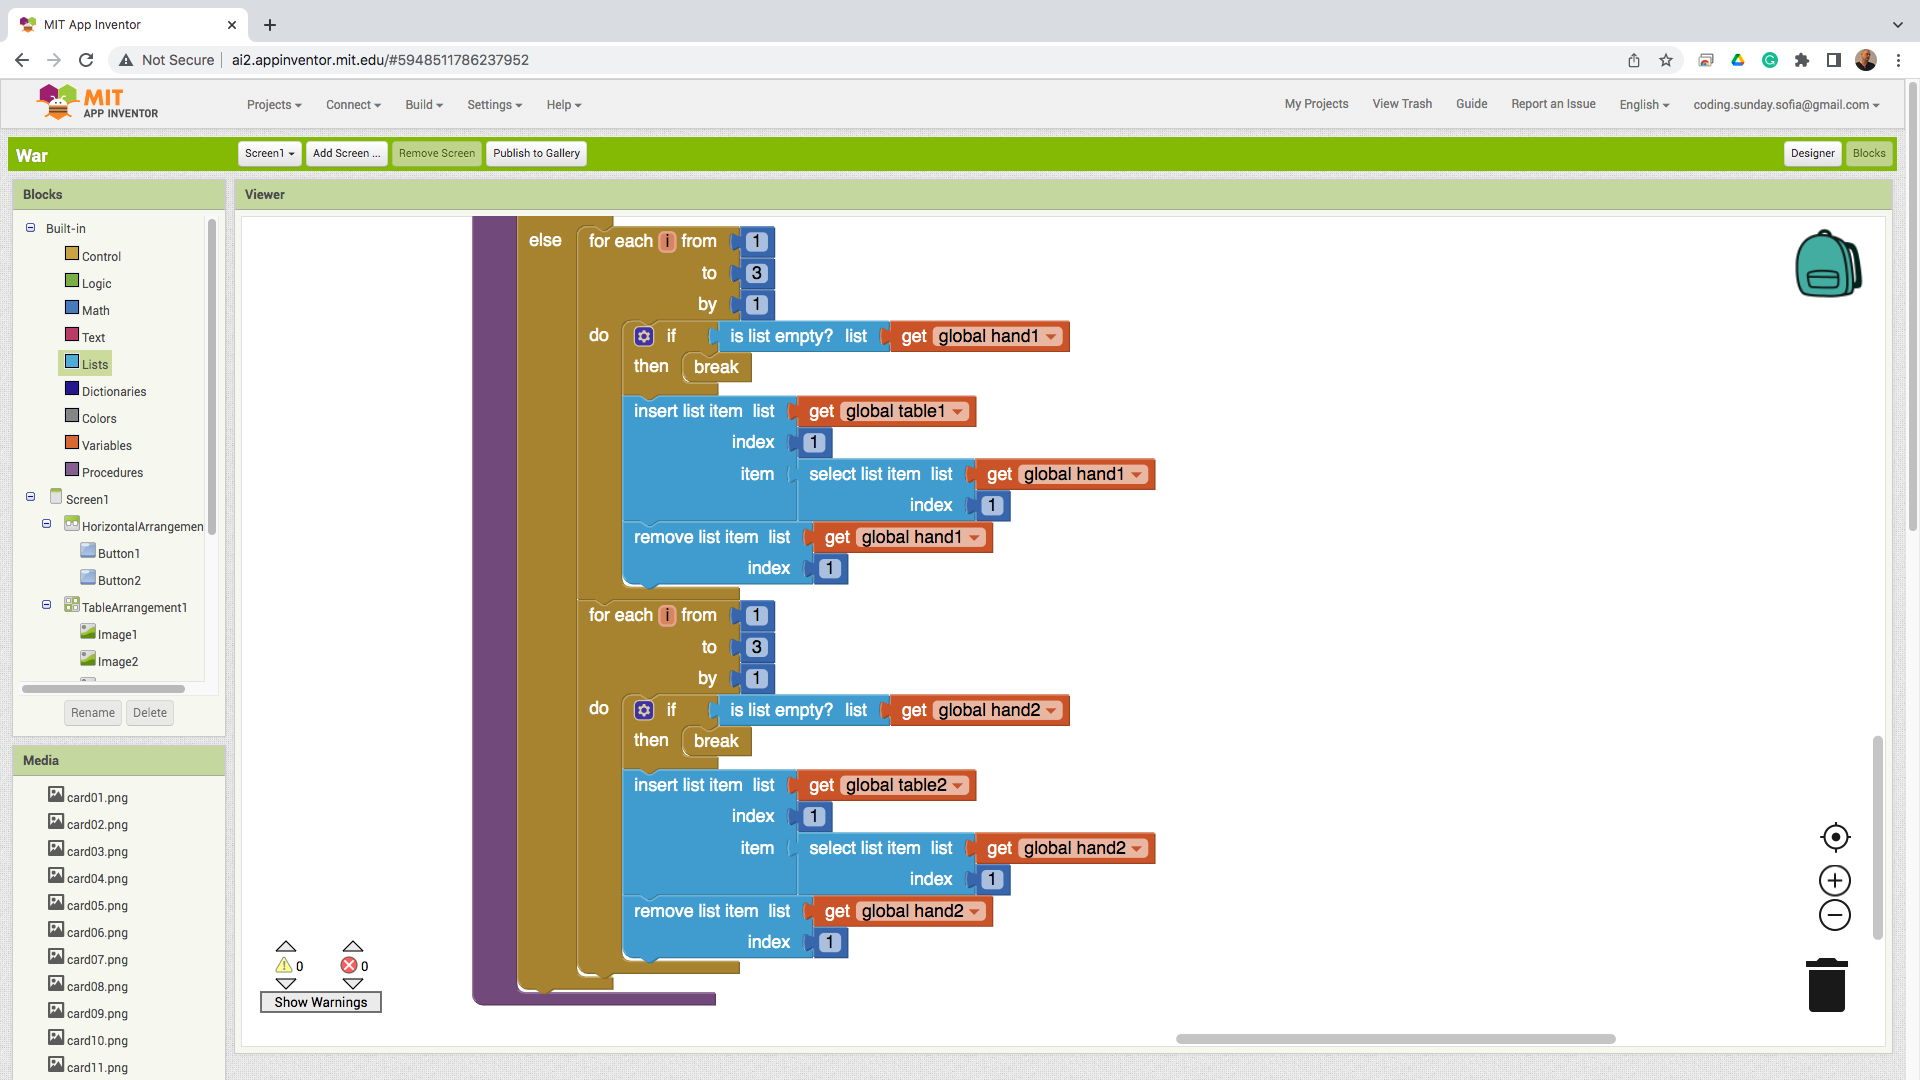 MIT App Inventor
Not Secure
ai2.appinventor.mit.edu/#5948511786237952
MIT
APP INVENTOR
Projects
Connect
Build
Settings
Help
My Projects
View Trash
Guide
Report an Issue
English
coding.sunday.sofia@gmail.com
War
Screen1
Add Screen ...
Remove Screen
Publish to Gallery
Designer
Blocks
Blocks
Built-in
Control
Logic
Math
Text
Lists
Dictionaries
Colors
Variables
Procedures
Screen1
HorizontalArrangemen
Button1
Button2
TableArrangement1
Image1
Image2
Rename
Delete
Media
card01.png
card02.png
card03.png
card04.png
card05.png
card06.png
card07.png
card08.png
card09.png
card10.png
card11.png
Viewer
else for each i from 1
to 3
by 1
do if is list empty? list get global hand1
then break
insert list item list get global table1
index 1
item select list item list get global hand1
index 1
remove list item list get global hand1
index 1
for each i from 1
to 3
by 1
do if is list empty? list get global hand2
then break
insert list item list get global table2
index 1
item select list item list get global hand2
index 1
remove list item list get global hand2
index 1
0 0
Show Warnings